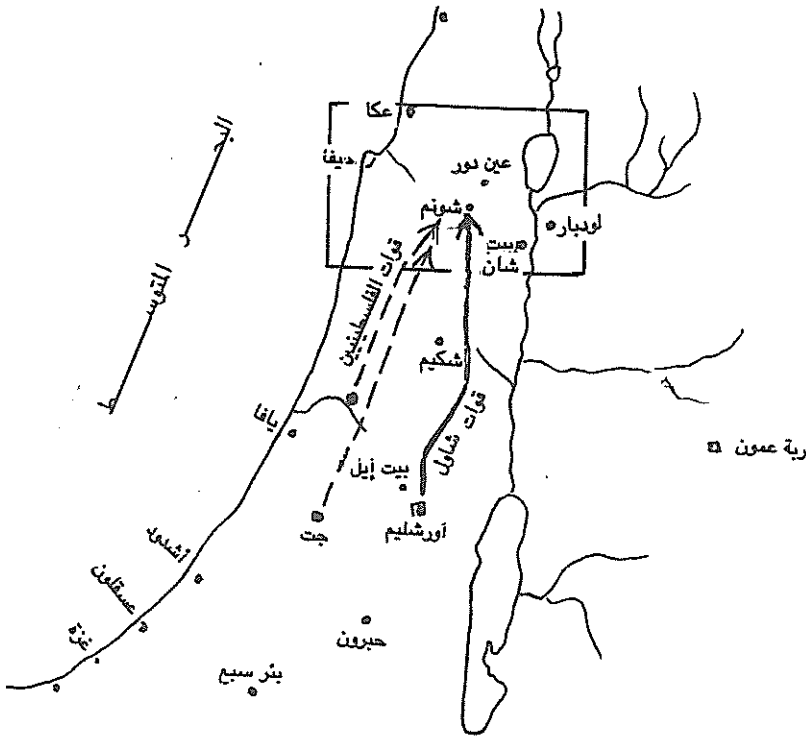 عكا
حيفا
عين دور
شونم
لودبار
بيت
شان
البحر
المتوسط
قوات الفلسطينيين
شكيم
قوات شاول
يافا
ربة عمون
بيت إيل
جت
أورشليم
أشدود
عسقلون
غزة
حبرون
بئر سبع